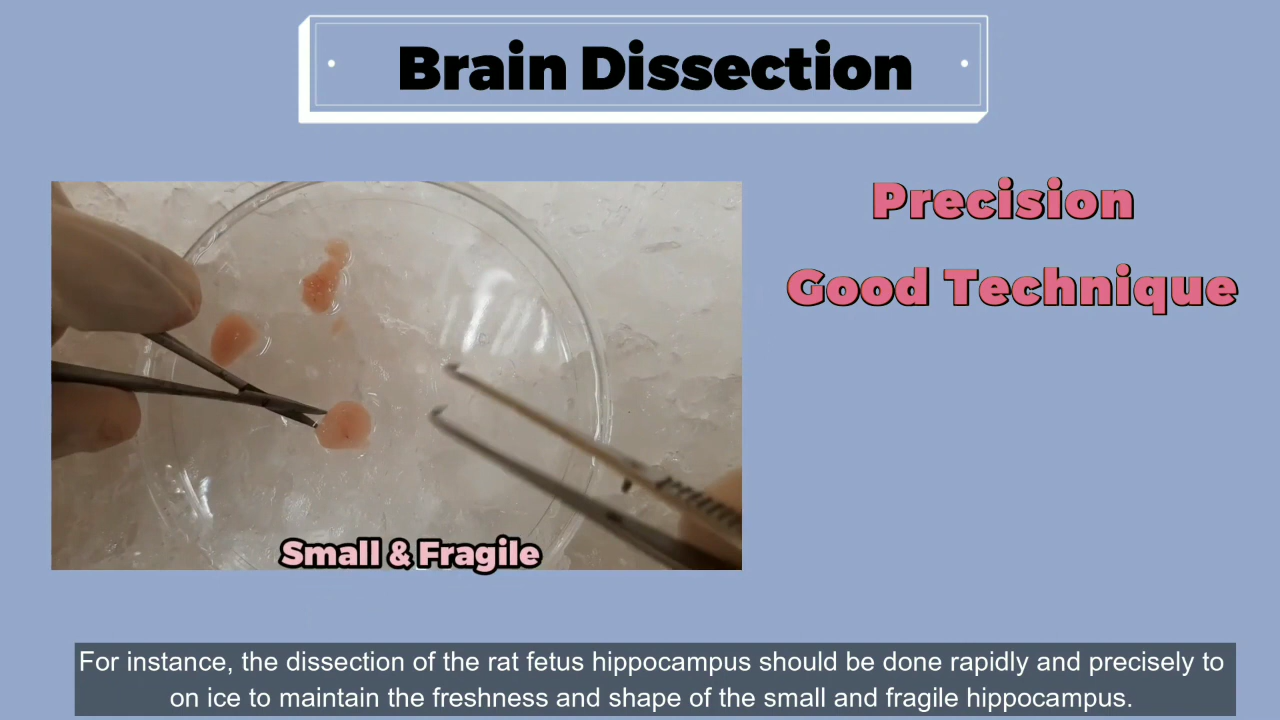 Brain Dissection
Precision
Good Technique
Small & Fragile
For instance, the dissection of the rat fetus hippocampus should be done rapidly and precisely to
on ice to maintain the freshness and shape of the small and fragile hippocampus.